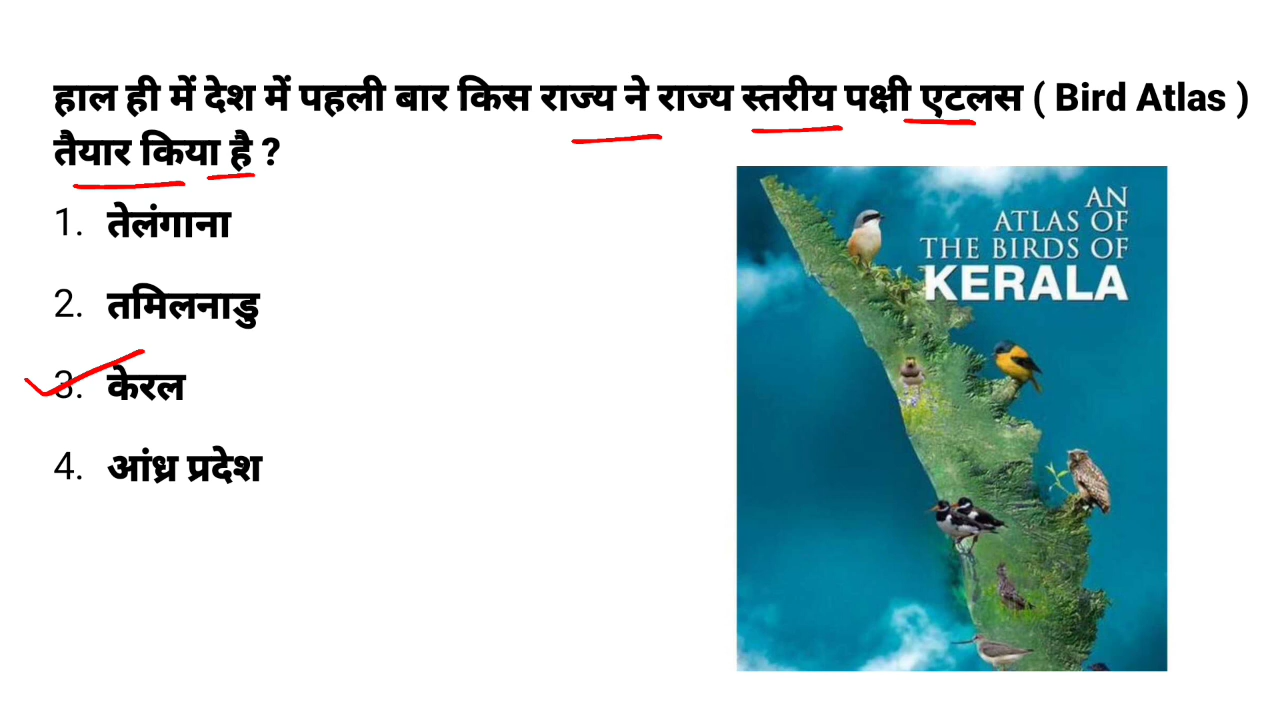 हाल ही में देश में पहली बार किस राज्य ने राज्य स्तरीय पक्षी एटलस ( Bird Atlas )
तैयार किया है ?
1. तेलंगाना
2. तमिलनाडु
3. केरल
4. आंध्र प्रदेश
AN
ATLAS OF
THE BIRDS OF
KERALA